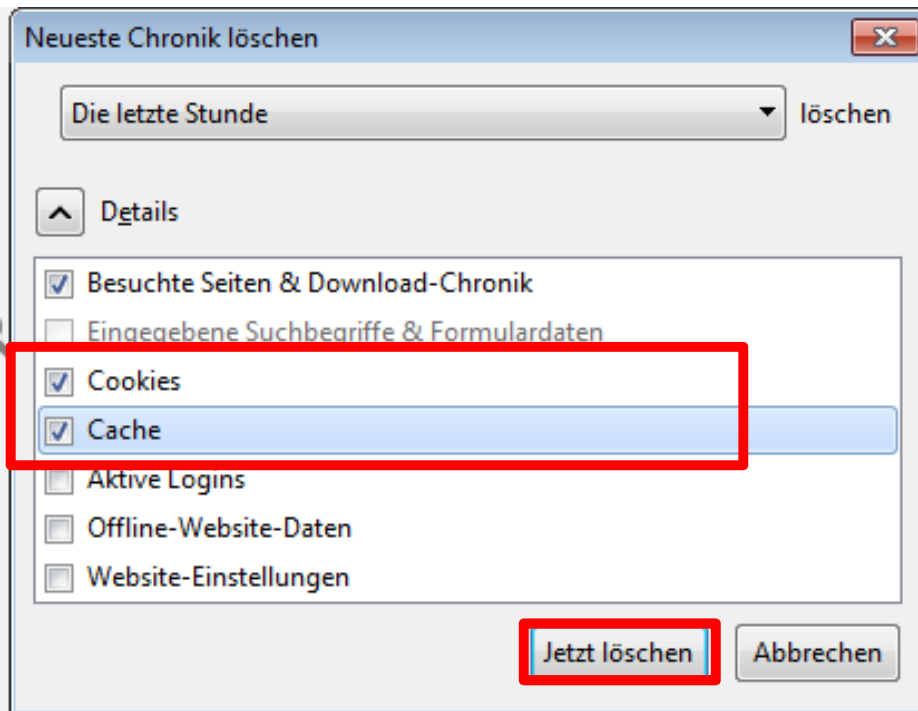 Neueste Chronik löschen
Die letzte Stunde löschen
Details
Besuchte Seiten & Download-Chronik
Eingegebene Suchbegriffe & Formulardaten
Cookies
Cache
Aktive Logins
Offline-Website-Daten
Website-Einstellungen
Jetzt löschen Abbrechen